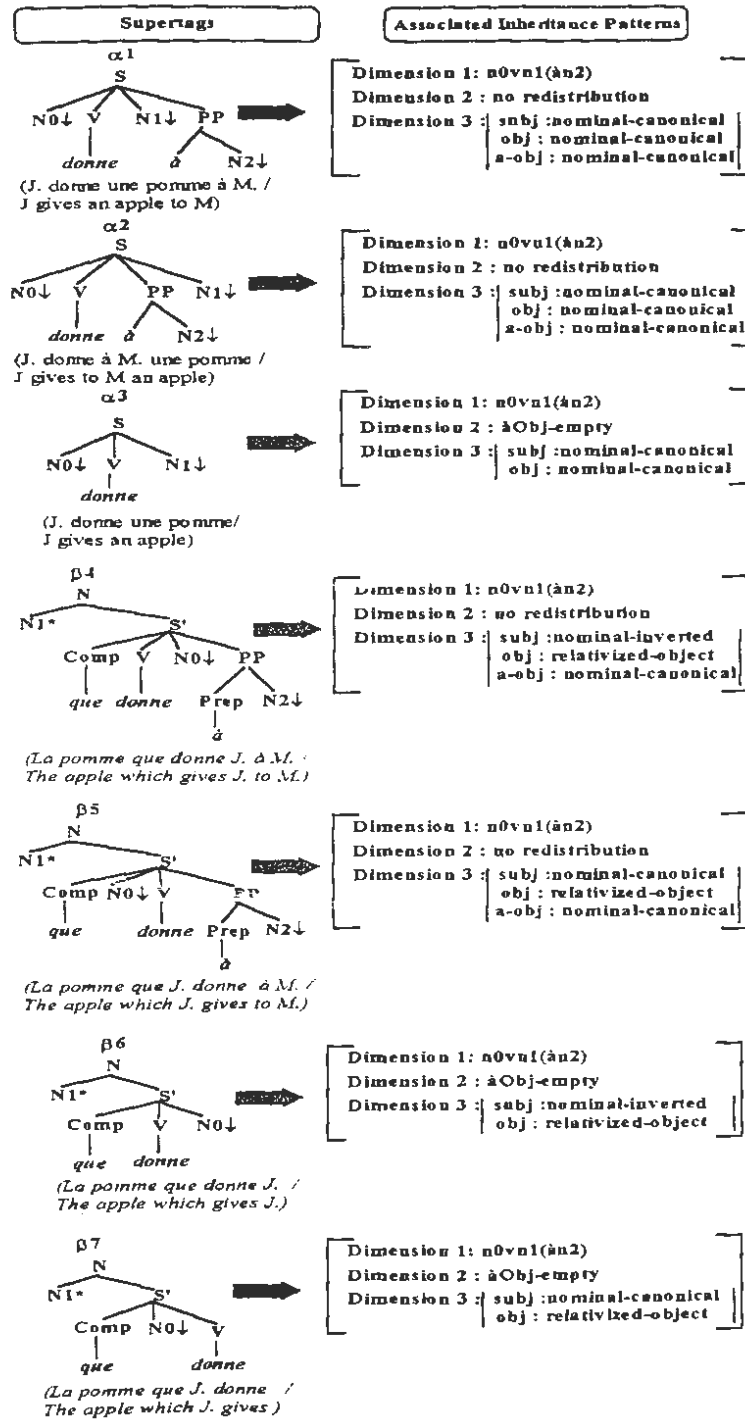 Supertags
Associated Inheritance Patterns
α1
S
N0↓ V N1↓ PP
donne à N2↓
(J. donne une pomme à M. /
J gives an apple to M)
Dimension 1: n0vn1(àn2)
Dimension 2 : no redistribution
Dimension 3 : subj :nominal-canonical
obj : nominal-canonical
a-obj : nominal-canonical
α2
S
N0↓ V PP N1↓
donne à N2↓
(J. donne à M. une pomme /
J gives to M an apple)
Dimension 1: n0vn1(àn2)
Dimension 2 : no redistribution
Dimension 3 : subj :nominal-canonical
obj : nominal-canonical
a-obj : nominal-canonical
α3
S
N0↓ V N1↓
donne
(J. donne une pomme/
J gives an apple)
Dimension 1: n0vn1(àn2)
Dimension 2 : àObj-empty
Dimension 3 : subj :nominal-canonical
obj : nominal-canonical
β4
N
N1* S'
Comp V N0↓ PP
que donne Prep N2↓
à
(La pomme que donne J. à M. /
The apple which gives J. to M.)
Dimension 1: n0vn1(àn2)
Dimension 2 : no redistribution
Dimension 3 : subj :nominal-inverted
obj : relativized-object
a-obj : nominal-canonical
β5
N
N1* S'
Comp N0↓ V PP
que donne Prep N2↓
à
(La pomme que J. donne à M. /
The apple which J. gives to M.)
Dimension 1: n0vn1(àn2)
Dimension 2 : no redistribution
Dimension 3 : subj :nominal-canonical
obj : relativized-object
a-obj : nominal-canonical
β6
N
N1* S'
Comp V N0↓
que donne
(La pomme que donne J. /
The apple which gives J.)
Dimension 1: n0vn1(àn2)
Dimension 2 : àObj-empty
Dimension 3 : subj :nominal-inverted
obj : relativized-object
β7
N
N1* S'
Comp N0↓ V
que donne
(La pomme que J. donne /
The apple which J. gives )
Dimension 1: n0vn1(àn2)
Dimension 2 : àObj-empty
Dimension 3 : subj :nominal-canonical
obj : relativized-object